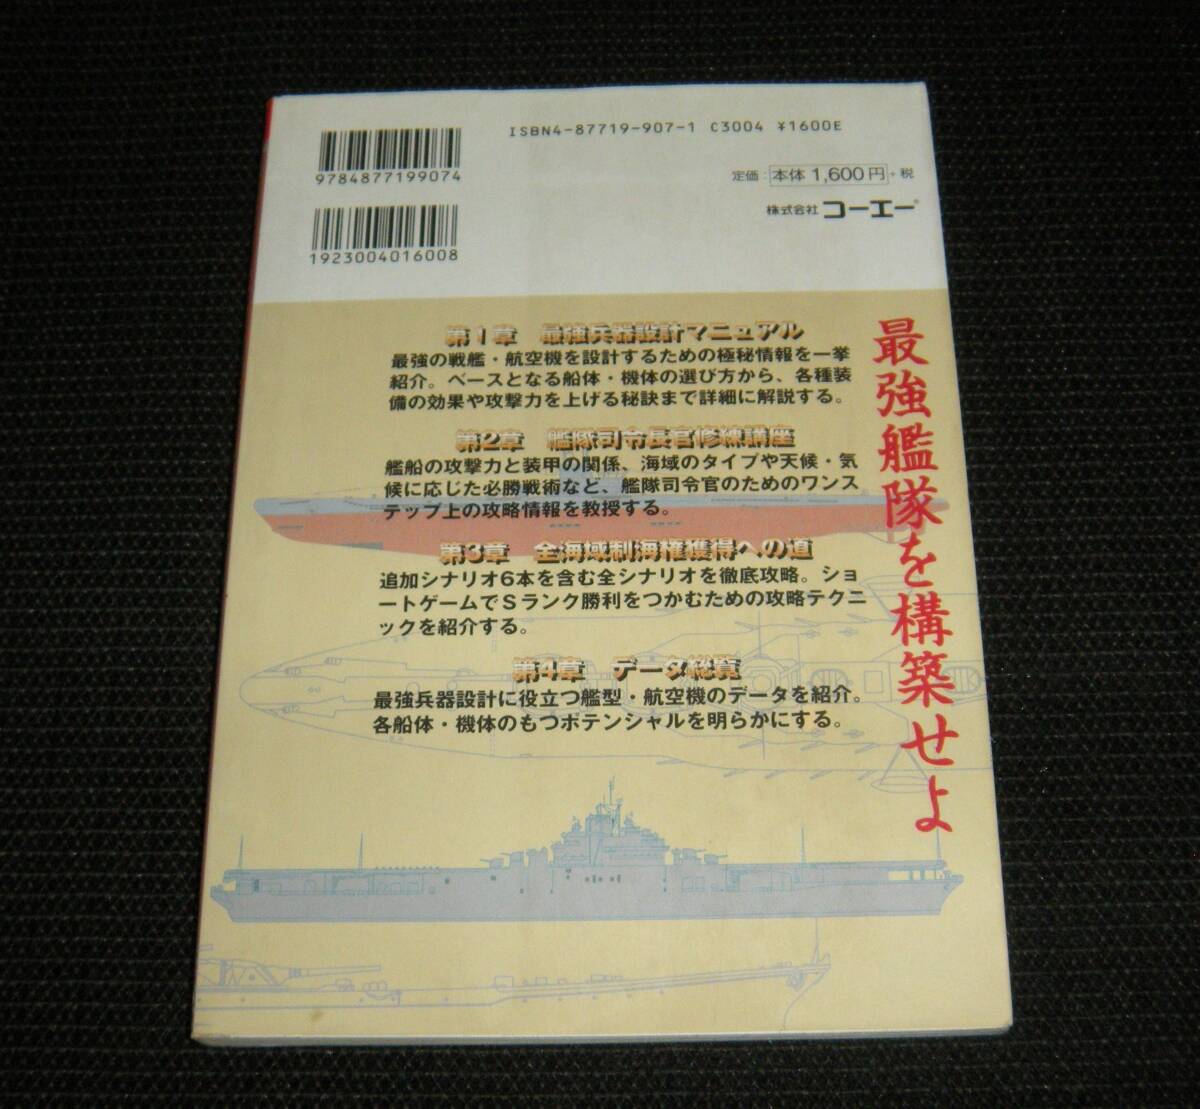 ISBN4-87719-907-1 C3004 ¥1600E
9784877199074
定価：本体1,600円+税
株式会社 コーエー®
1923004016008
最強艦隊を構築せよ
第1章 最強兵器設計マニュアル
最強の戦艦・航空機を設計するための極秘情報を一挙
紹介。ベースとなる船体・機体の選び方から、各種装
備の効果や攻撃力を上げる秘訣まで詳細に解説する。
第2章 艦隊司令長官修練講座
艦船の攻撃力と装甲の関係、海域のタイプや天候・気
候に応じた必勝戦術など、艦隊司令官のためのワンス
テップ上の攻略情報を教授する。
第3章 全海域制海権獲得への道
追加シナリオ6本を含む全シナリオを徹底攻略。ショ
ートゲームでSランク勝利をつかむための攻略テクニ
ックを紹介する。
第4章 データ総覧
最強兵器設計に役立つ艦型・航空機のデータを紹介。
各船体・機体のもつポテンシャルを明らかにする。